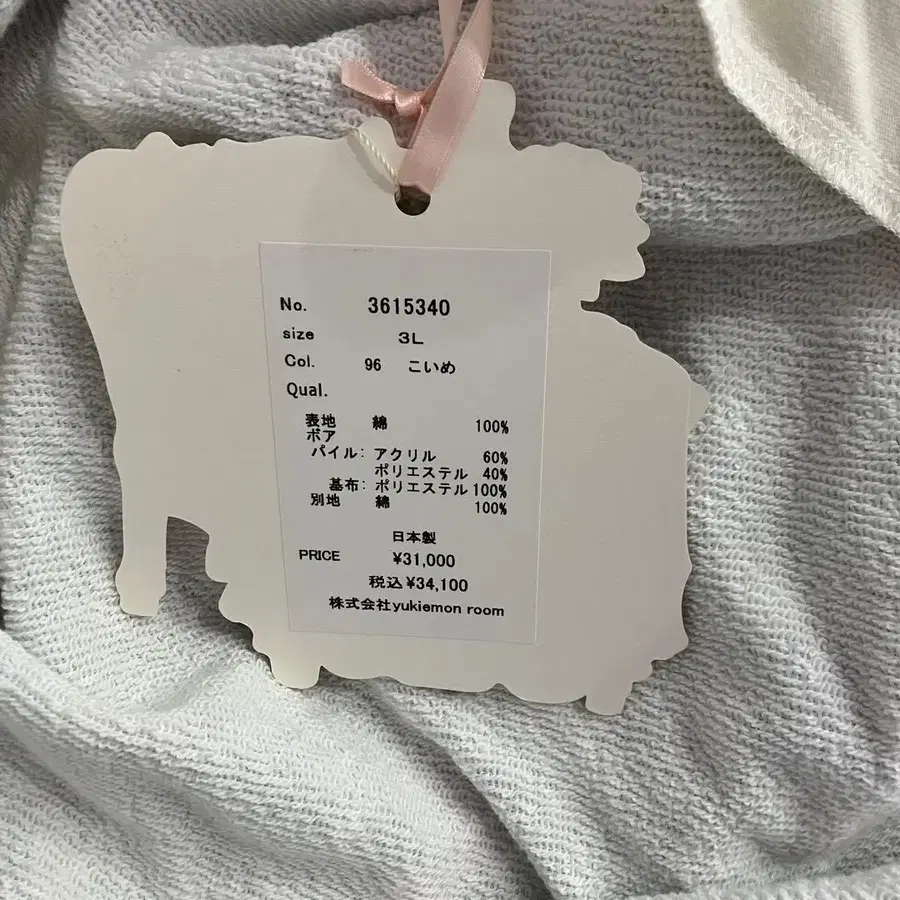 No. 3615340
size 3L
Col. 96 こいめ
Qual.
表地 綿 100%
ボア
パイル: アクリル 60%
ポリエステル 40%
基布: ポリエステル 100%
別地 綿 100%
日本製
PRICE ¥31,000
税込 ¥34,100
株式会社yukiemon room